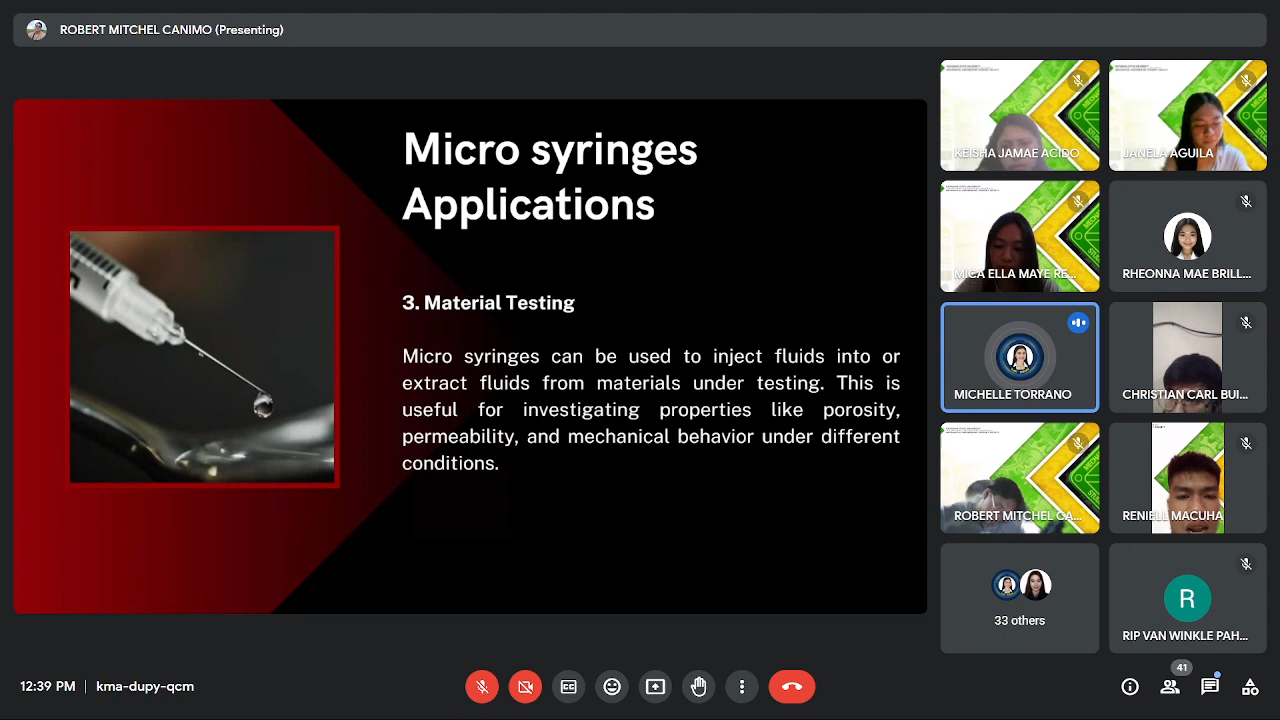 ROBERT MITCHEL CANIMO (Presenting)
Micro syringes
Applications
3. Material Testing
Micro syringes can be used to inject fluids into or
extract fluids from materials under testing. This is
useful for investigating properties like porosity,
permeability, and mechanical behavior under different
conditions.
KEISHA JAMAE ACIDO
JANELA AGUILA
MICA ELLA MAYE RE...
RHEONNA MAE BRILL...
MICHELLE TORRANO
CHRISTIAN CARL BUI...
ROBERT MITCHEL CA...
RENIELL MACUHA
33 others
R
RIP VAN WINKLE PAH...
12:39 PM | kma-dupy-qcm
41